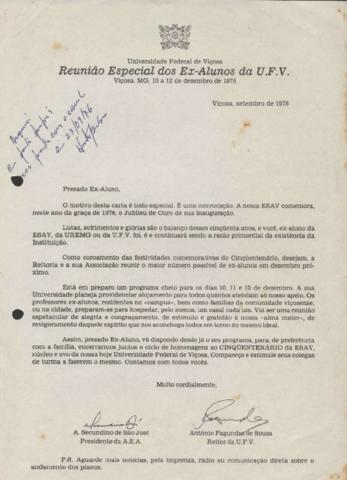 Universidade Federal de Viçosa
Reunião Especial dos Ex-Alunos da U.F.V.
Viçosa, MG, 10 a 12 de dezembro de 1976
Viçosa, setembro de 1976
Prezado Ex-Aluno,
O motivo desta carta é todo especial. É uma convocação. A nossa ESAV comemora,
neste ano da graça de 1976, o Jubileu de Ouro de sua inauguração.
Lutas, sofrimentos e glórias são o balanço desses cinqüenta anos, e você, ex-aluno da
ESAV, da UREMG ou da U.F.V. foi, é e continuará sendo a razão primordial da existência da
Instituição.
Como coroamento das festividades comemorativas do Cinqüentenário, desejam, a
Reitoria e a sua Associação reunir o maior número possível de ex-alunos em dezembro pró-
ximo.
Está em preparo um programa cheio para os dias 10, 11 e 12 de dezembro. A sua
Universidade planeja providenciar alojamento para todos quantos atendam ao nosso apelo. Os
professores ex-alunos, residentes no «campus», bem como famílias da comunidade viçosense,
ou na cidade, preparam-se para hospedar, pelo menos, um casal cada um. Vai ser uma reunião
espetacular de alegria e congraçamento, de estímulo e gratidão à nossa «alma mater», de
revigoramento daquele espírito que nos aconchega todos em torno do mesmo ideal.
Assim, prezado Ex-Aluno, vá dispondo desde já o seu programa, para, de preferência
com a família, encerrarmos juntos o ciclo de homenagens ao CINQÜENTENÁRIO da ESAV,
núcleo e ovo da nossa hoje Universidade Federal de Viçosa. Compareça e estimule seus colegas
de turma a fazerem o mesmo. Contamos com todos vocês.
Muito cordialmente,
A. Secundino de São José
Presidente da A.E.A.
Antônio Fagundes de Sousa
Reitor da U.F.V.
P.S. Aguarde mais notícias, pela imprensa, rádio ou comunicação direta sobre o
andamento dos planos.